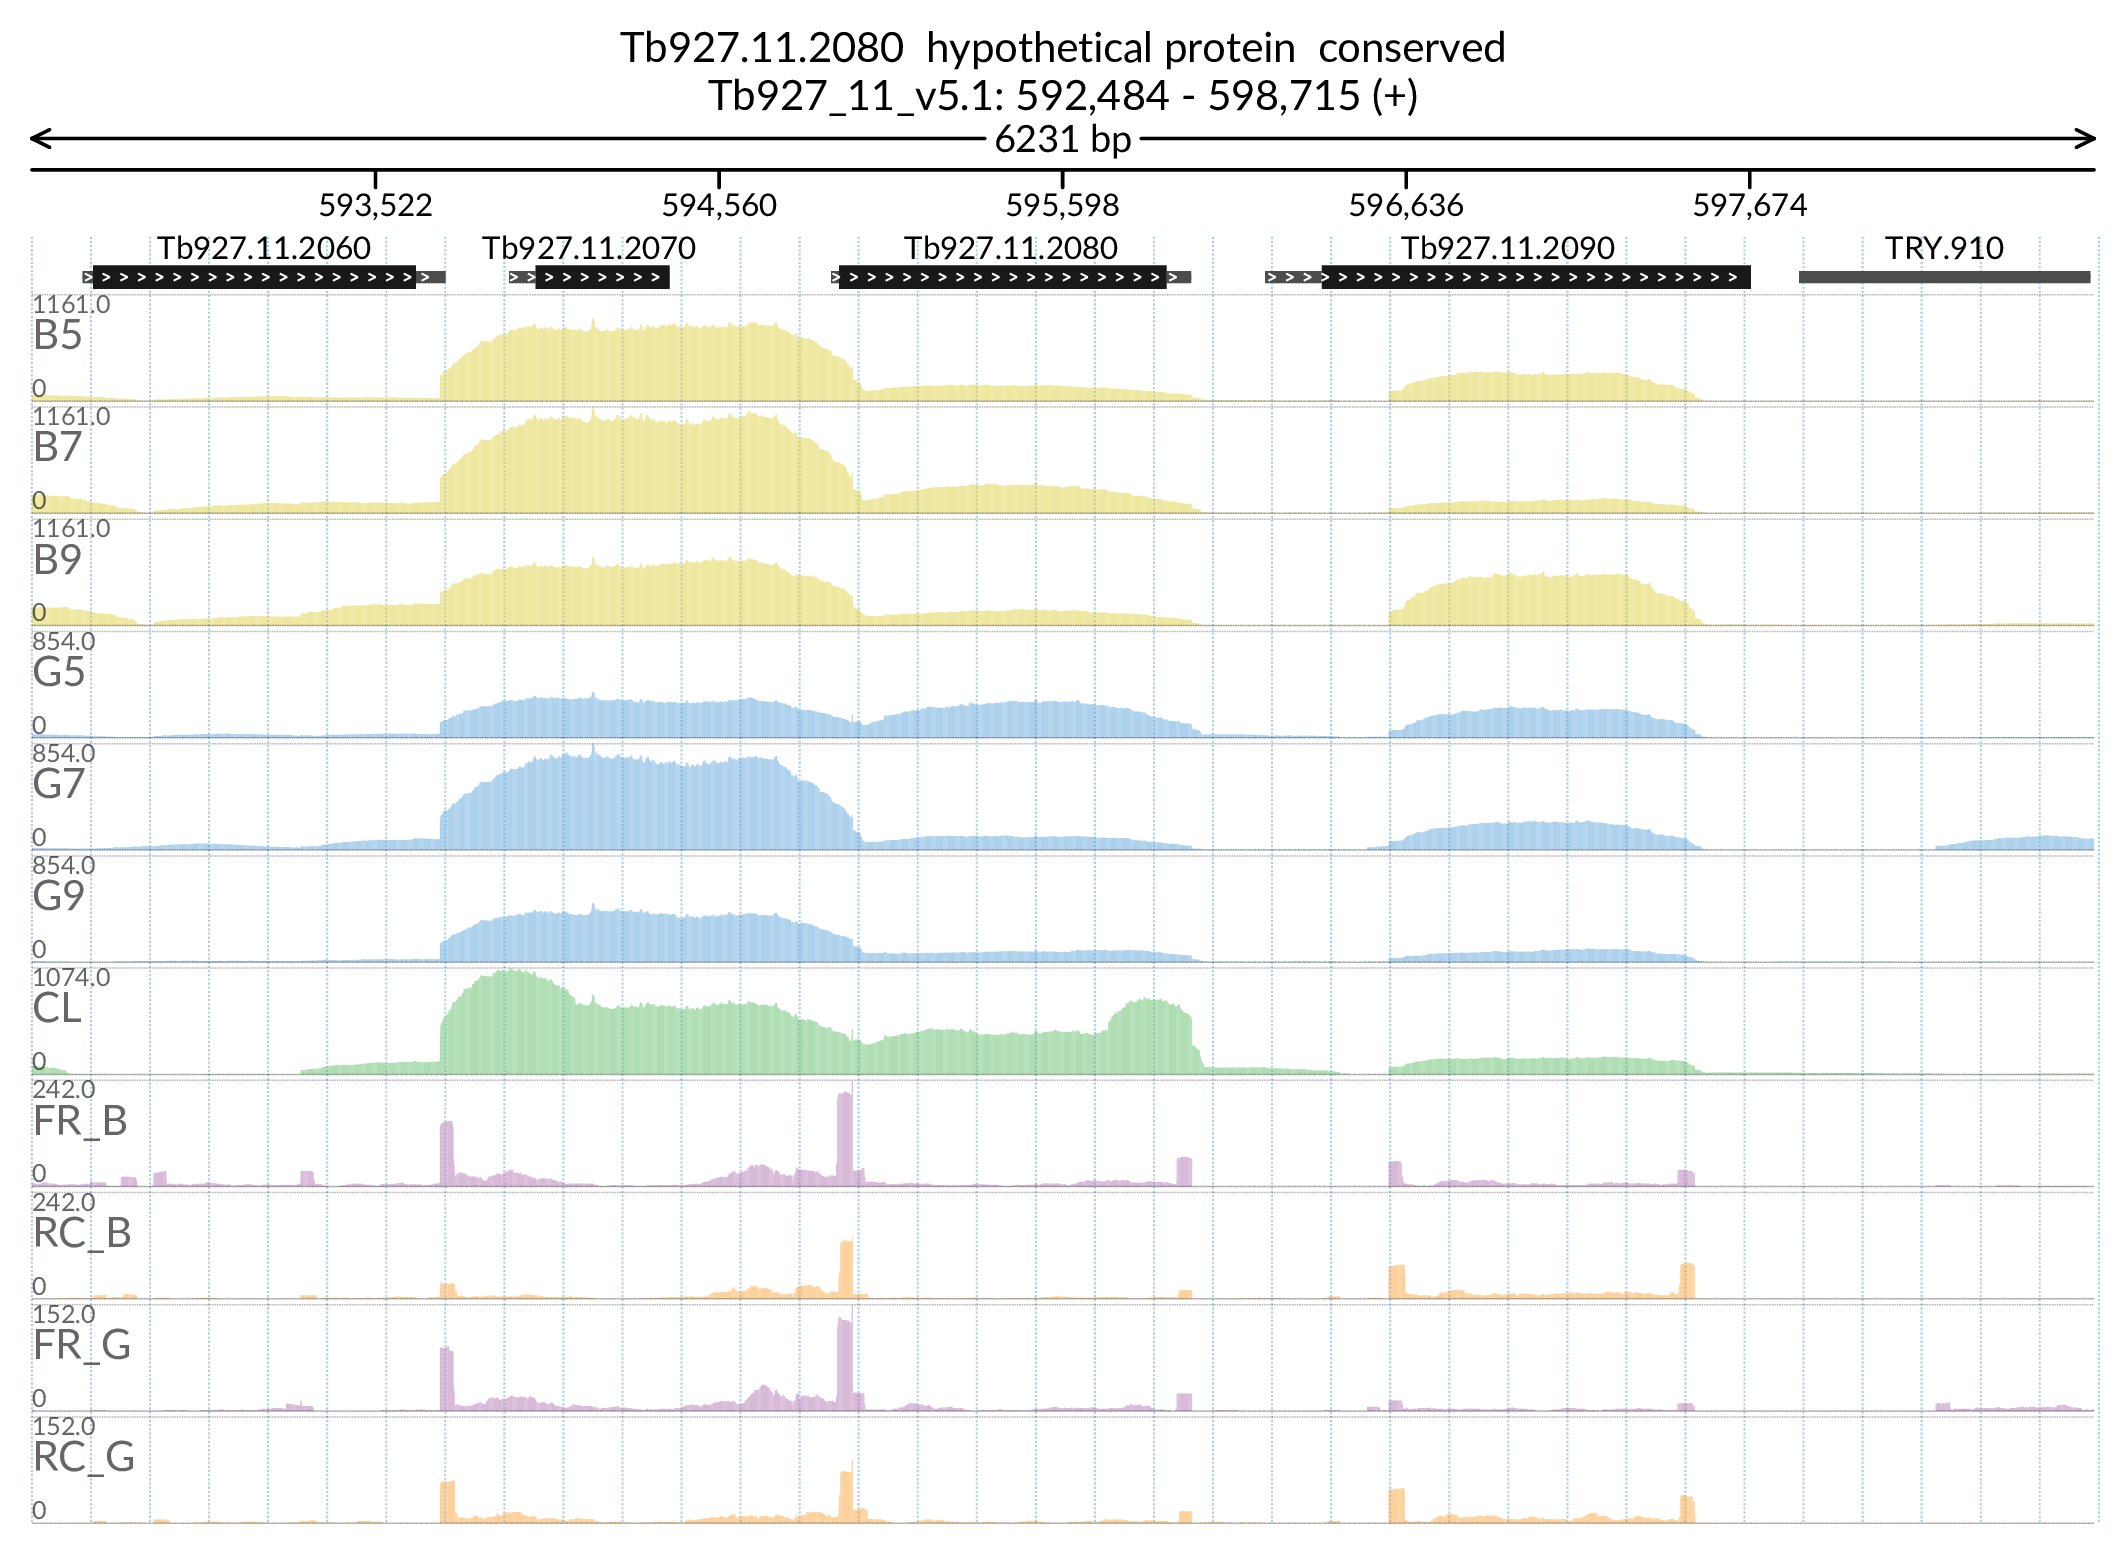 Tb927.11.2080  hypothetical protein  conserved
Tb927_11_v5.1: 592,484 - 598,715 (+)
6231 bp
593,522 594,560 595,598 596,636 597,674
Tb927.11.2060 Tb927.11.2070 Tb927.11.2080 Tb927.11.2090 TRY.910
1161.0
B5
0
1161.0
B7
0
1161.0
B9
0
854.0
G5
0
854.0
G7
0
854.0
G9
0
1074.0
CL
0
242.0
FR_B
0
242.0
RC_B
0
152.0
FR_G
0
152.0
RC_G
0